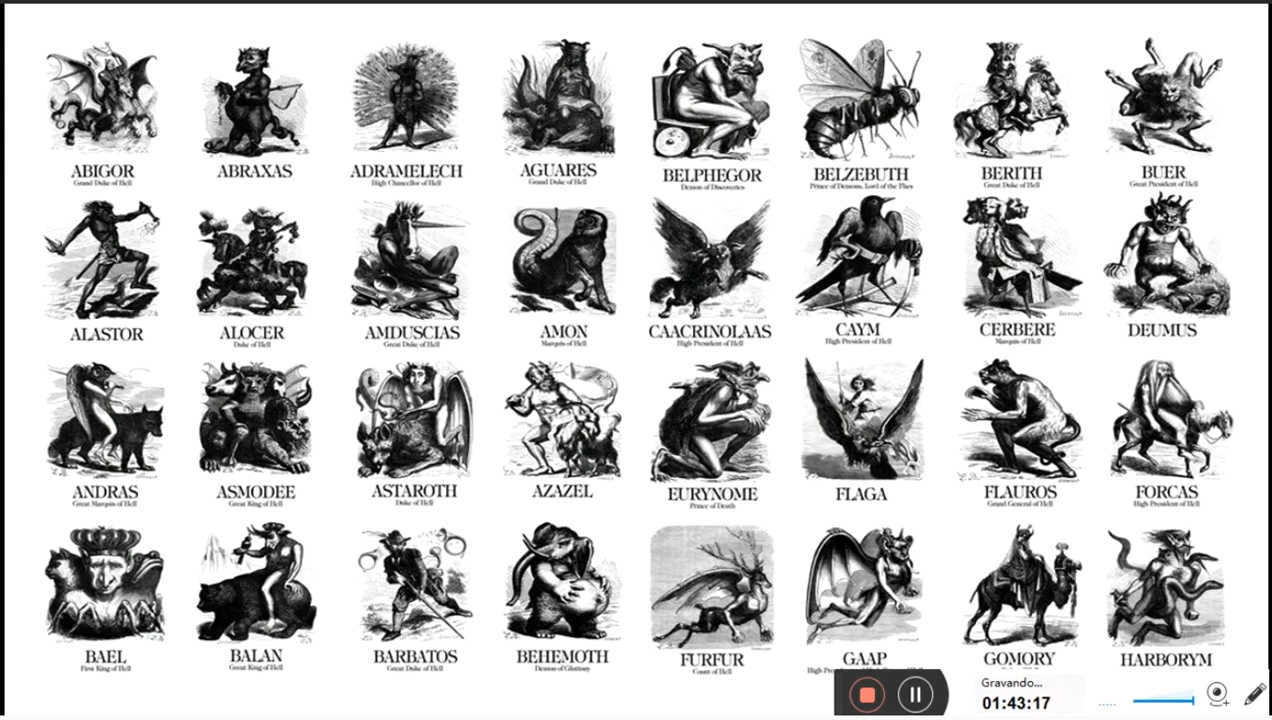 ABIGOR
Grand Duke of Hell
ABRAXAS
ADRAMELECH
High Chancellor of Hell
AGUARES
Grand Duke of Hell
BELPHEGOR
Demon of Discoveries
BELZEBUTH
Prince of Demons, Lord of the Flies
BERITH
Great Duke of Hell
BUER
Great President of Hell
ALASTOR
ALOCER
Duke of Hell
AMDUSCIAS
Great Duke of Hell
AMON
Marquis of Hell
CAACRINOLAAS
High President of Hell
CAYM
High President of Hell
CERBERE
Marquis of Hell
DEUMUS
ANDRAS
Great Marquis of Hell
ASMODEE
Great King of Hell
ASTAROTH
Duke of Hell
AZAZEL
EURYNOME
Prince of Death
FLAGA
FLAUROS
Grand General of Hell
FORCAS
High President of Hell
BAEL
First King of Hell
BALAN
Great King of Hell
BARBATOS
Great Duke of Hell
BEHEMOTH
Demon of Gluttony
FURFUR
Count of Hell
GAAP
GOMORY
HARBORYM
Gravando...
01:43:17